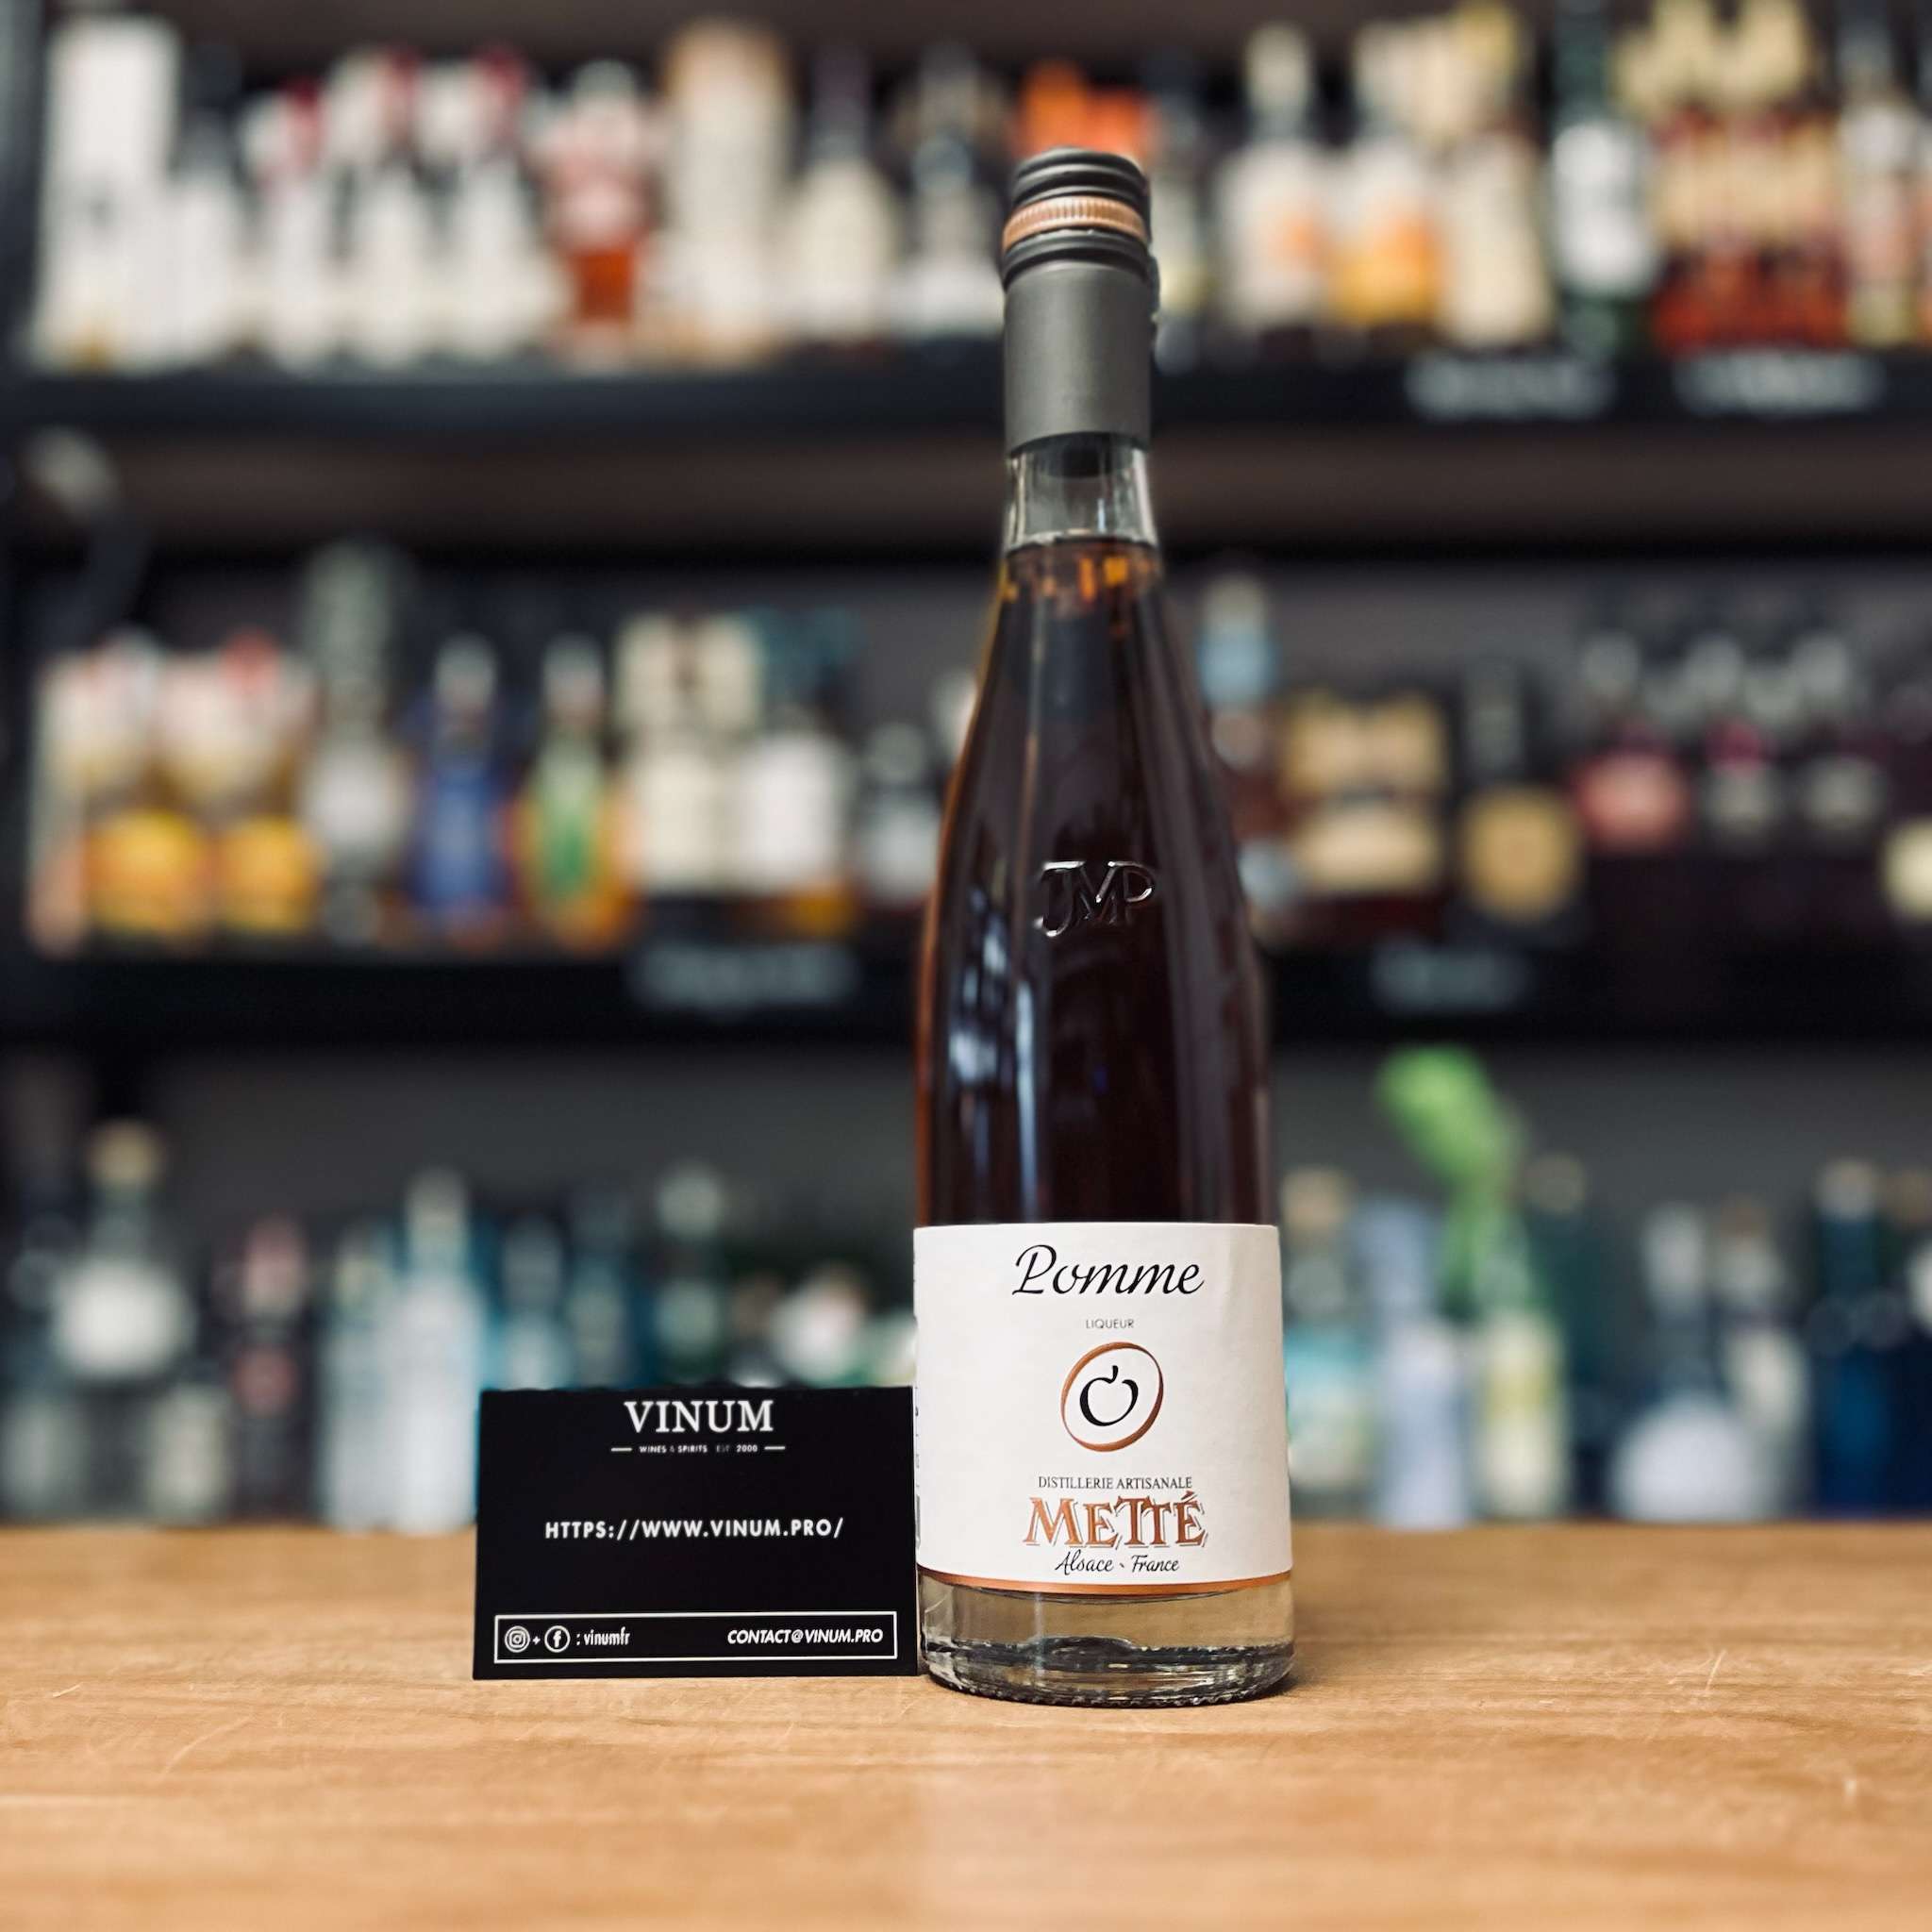 JMP
Pomme
LIQUEUR
DISTILLERIE ARTISANALE
METTÉ
Alsace - France
VINUM
WINES & SPIRITS EST 2000
HTTPS://WWW.VINUM.PRO/
+ : vinumfr
CONTACT@VINUM.PRO